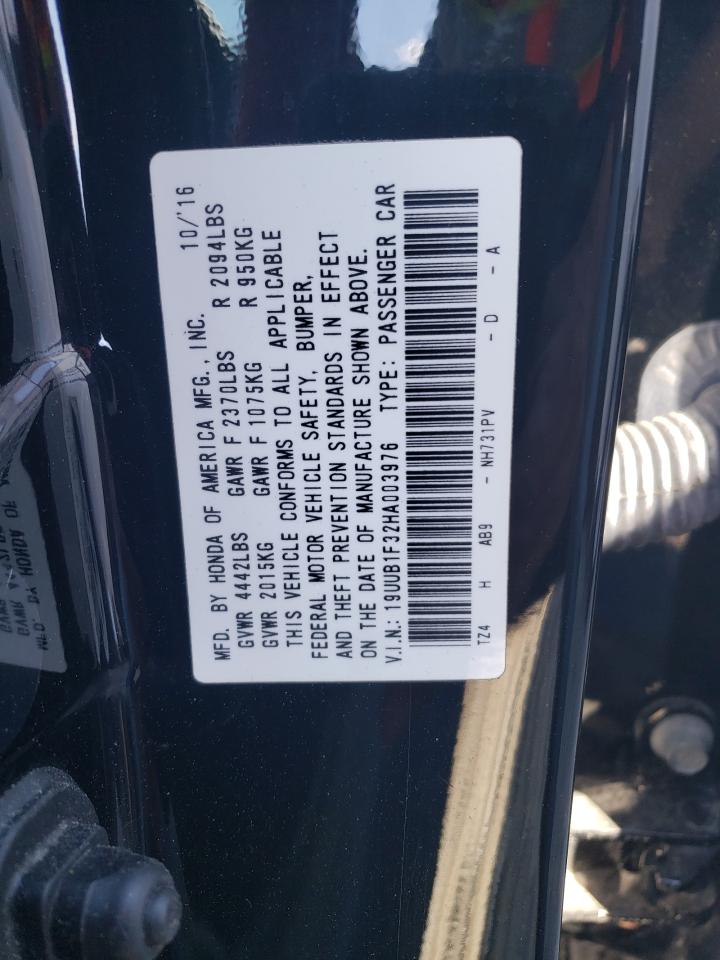 MFD. BY HONDA OF AMERICA MFG., INC. 10/'16
GVWR 4442LBS GAWR F 2370LBS R 2094LBS
GVWR 2015KG GAWR F 1075KG R 950KG
THIS VEHICLE CONFORMS TO ALL APPLICABLE
FEDERAL MOTOR VEHICLE SAFETY, BUMPER,
AND THEFT PREVENTION STANDARDS IN EFFECT
ON THE DATE OF MANUFACTURE SHOWN ABOVE.
V.I.N.: 19UUB1F32HA003976 TYPE: PASSENGER CAR
TZ4 H AB9 - NH731PV - D - A
HONDA